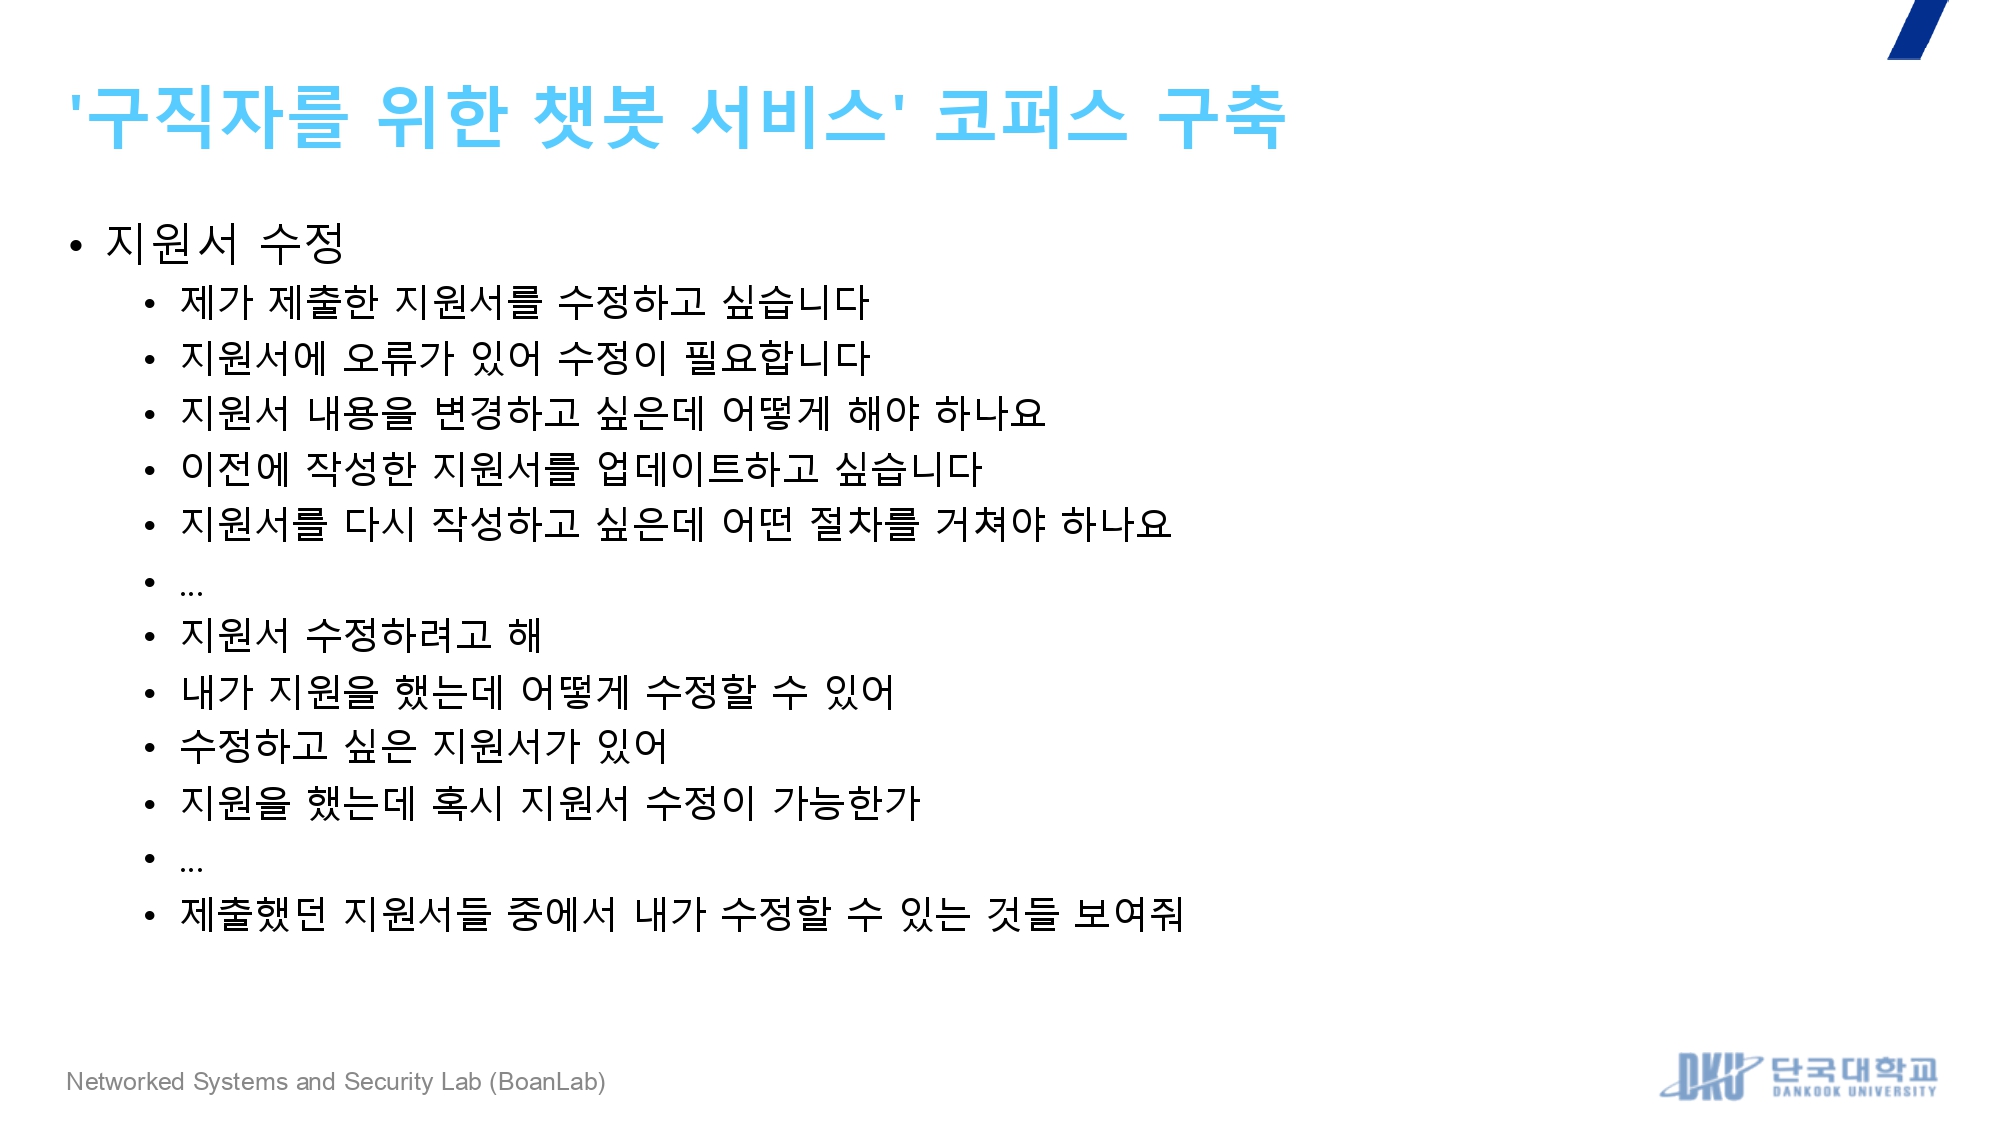 '구직자를 위한 챗봇 서비스' 코퍼스 구축
• 지원서 수정
• 제가 제출한 지원서를 수정하고 싶습니다
• 지원서에 오류가 있어 수정이 필요합니다
• 지원서 내용을 변경하고 싶은데 어떻게 해야 하나요
• 이전에 작성한 지원서를 업데이트하고 싶습니다
• 지원서를 다시 작성하고 싶은데 어떤 절차를 거쳐야 하나요
• ...
• 지원서 수정하려고 해
• 내가 지원을 했는데 어떻게 수정할 수 있어
• 수정하고 싶은 지원서가 있어
• 지원을 했는데 혹시 지원서 수정이 가능한가
• ...
• 제출했던 지원서들 중에서 내가 수정할 수 있는 것들 보여줘
Networked Systems and Security Lab (BoanLab)
DKU 단국대학교
DANKOOK UNIVERSITY